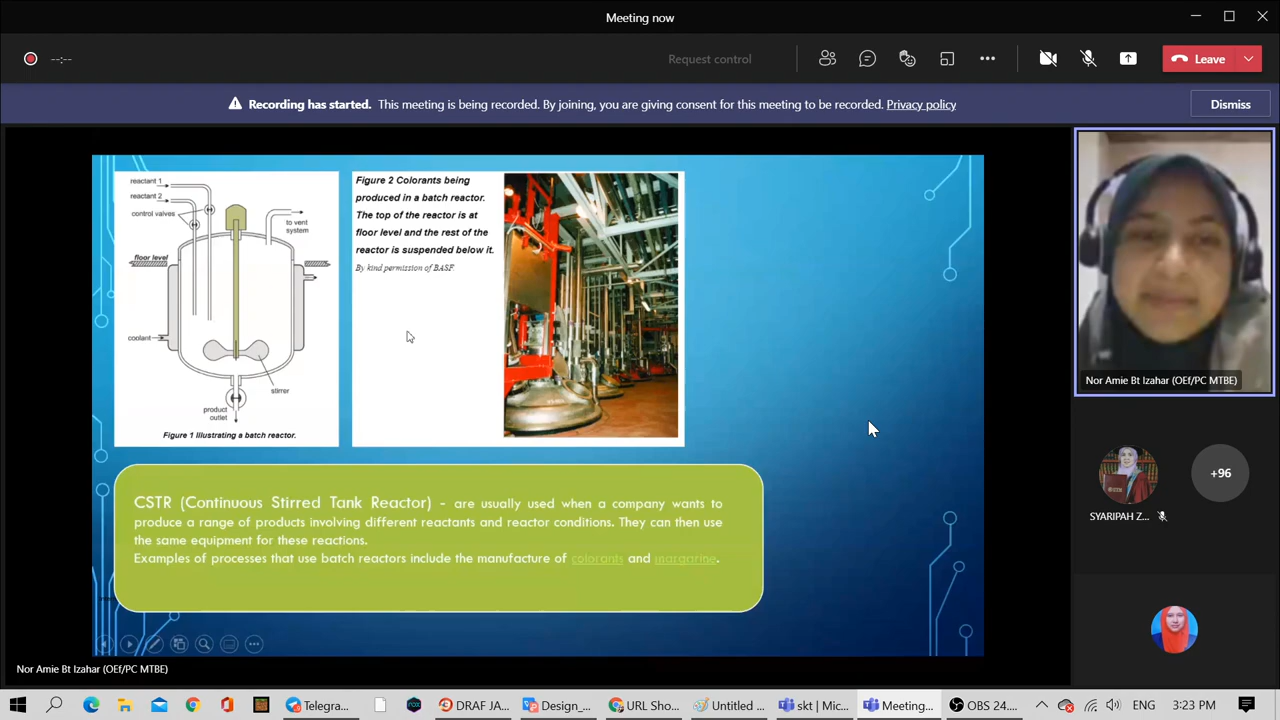 Meeting now
--:--
Request control
Leave
Recording has started. This meeting is being recorded. By joining, you are giving consent for this meeting to be recorded. Privacy policy
Dismiss
reactant 1
reactant 2
control valves
to vent
system
floor level
coolant
stirrer
product
outlet
Figure 1 Illustrating a batch reactor.
Figure 2 Colorants being
produced in a batch reactor.
The top of the reactor is at
floor level and the rest of the
reactor is suspended below it.
By kind permission of BASF.
CSTR (Continuous Stirred Tank Reactor) - are usually used when a company wants to
produce a range of products involving different reactants and reactor conditions. They can then use
the same equipment for these reactions.
Examples of processes that use batch reactors include the manufacture of colorants and margarine.
Nor Amie Bt Izahar (OEf/PC MTBE)
SYARIPAH Z...
+96
Nor Amie Bt Izahar (OEf/PC MTBE)
Telegra...
DRAF JA...
Design_...
URL Sho...
Untitled ...
skt | Mic...
Meeting...
OBS 24....
ENG
3:23 PM